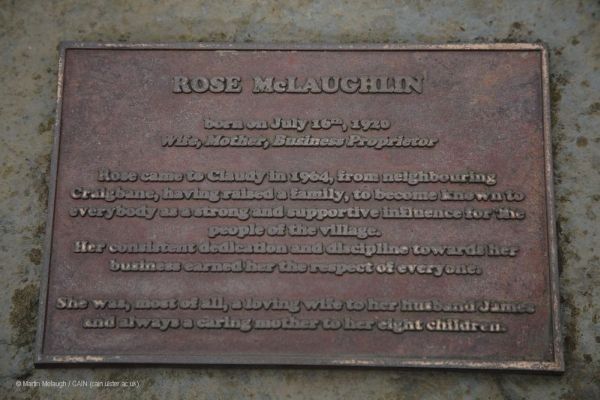 ROSE McLAUGHLIN
born on July 16th, 1920
Wife, Mother, Business Proprietor
Rose came to Claudy in 1964, from neighbouring
Craigbane, having raised a family, to become known to
everybody as a strong and supportive influence for the
people of the village.
Her consistent dedication and discipline towards her
business earned her the respect of everyone.
She was, most of all, a loving wife to her husband James
and always a caring mother to her eight children.
© Martin Melaugh / CAIN (cain.ulster.ac.uk)